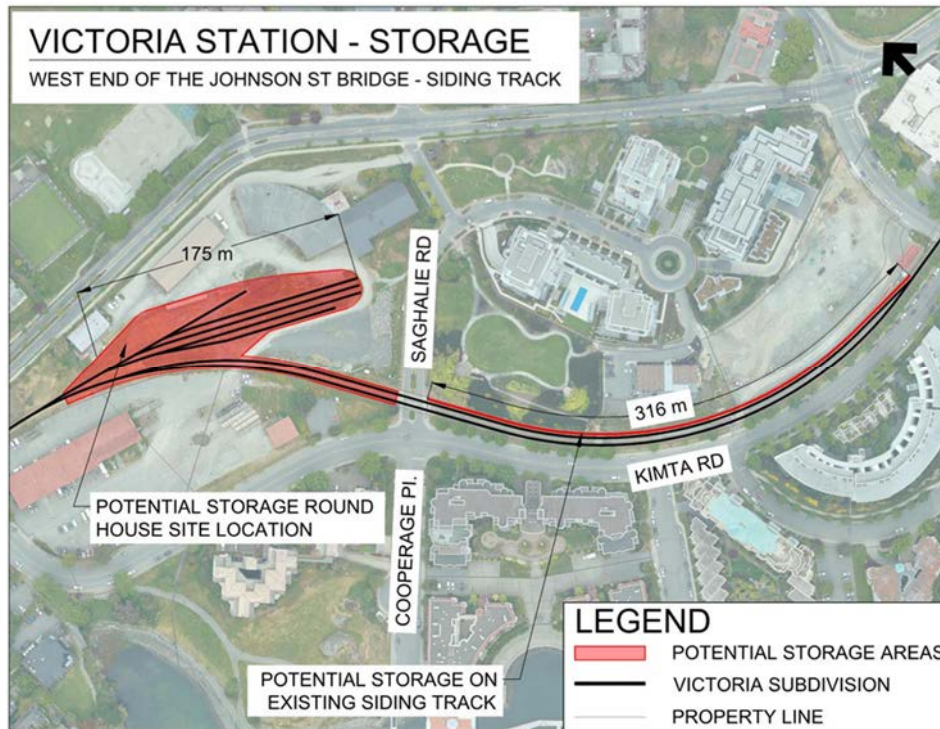 VICTORIA STATION - STORAGE
WEST END OF THE JOHNSON ST BRIDGE - SIDING TRACK
175 m
SAGHALIE RD
316 m
KIMTA RD
POTENTIAL STORAGE ROUND
HOUSE SITE LOCATION
COOPERAGE Pl.
POTENTIAL STORAGE ON
EXISTING SIDING TRACK
LEGEND
POTENTIAL STORAGE AREAS
VICTORIA SUBDIVISION
PROPERTY LINE